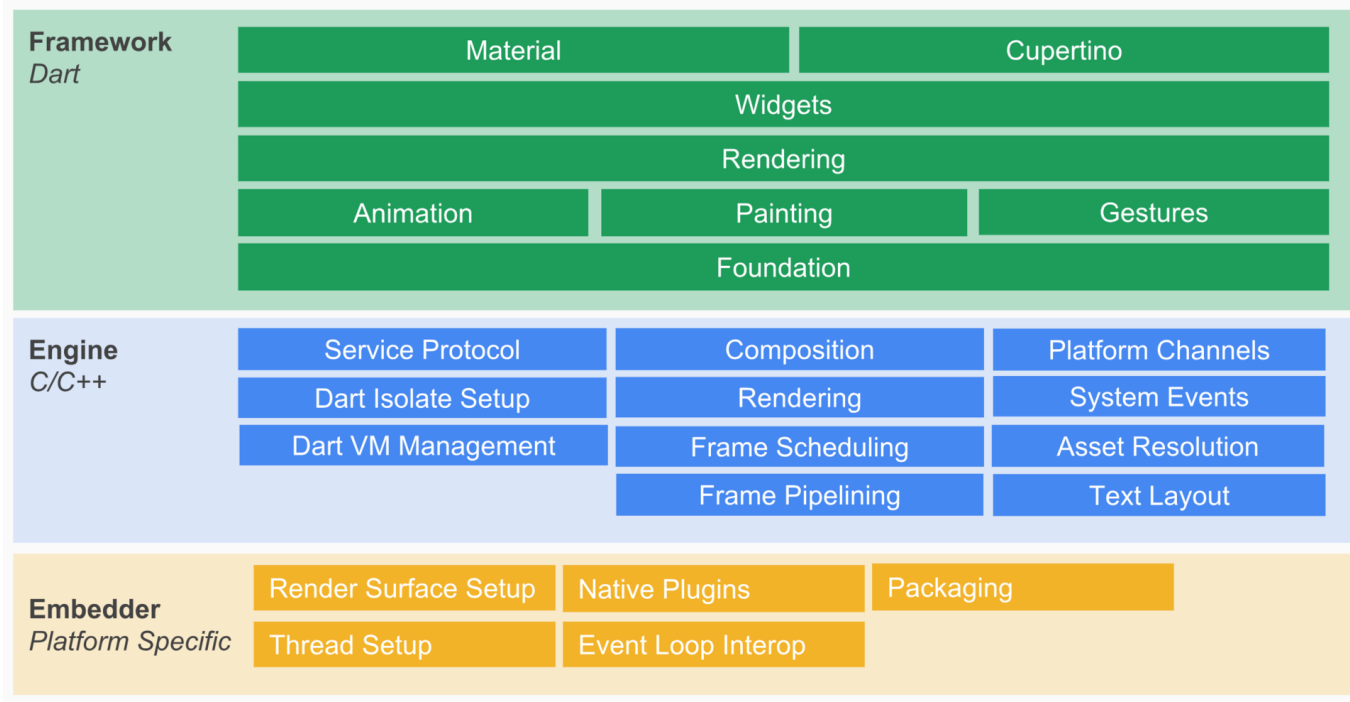 Framework
Dart
Material
Cupertino
Widgets
Rendering
Animation
Painting
Gestures
Foundation
Engine
C/C++
Service Protocol
Composition
Platform Channels
Dart Isolate Setup
Rendering
System Events
Dart VM Management
Frame Scheduling
Asset Resolution
Frame Pipelining
Text Layout
Embedder
Platform Specific
Render Surface Setup
Native Plugins
Packaging
Thread Setup
Event Loop Interop